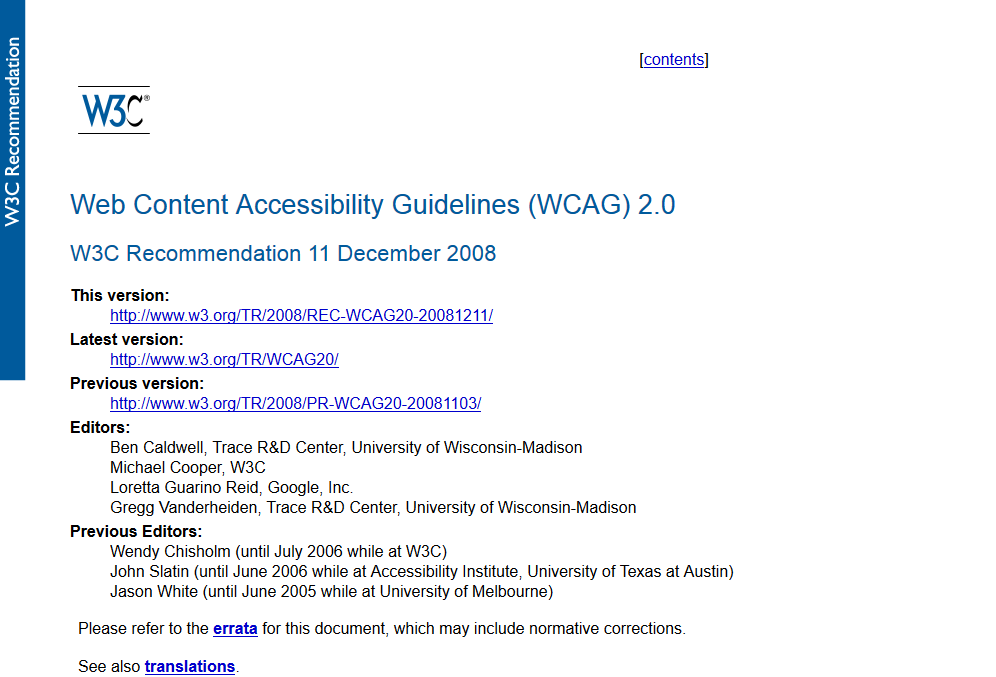 W3C Recommendation
[contents]
W3C®
Web Content Accessibility Guidelines (WCAG) 2.0
W3C Recommendation 11 December 2008
This version:
http://www.w3.org/TR/2008/REC-WCAG20-20081211/
Latest version:
http://www.w3.org/TR/WCAG20/
Previous version:
http://www.w3.org/TR/2008/PR-WCAG20-20081103/
Editors:
Ben Caldwell, Trace R&D Center, University of Wisconsin-Madison
Michael Cooper, W3C
Loretta Guarino Reid, Google, Inc.
Gregg Vanderheiden, Trace R&D Center, University of Wisconsin-Madison
Previous Editors:
Wendy Chisholm (until July 2006 while at W3C)
John Slatin (until June 2006 while at Accessibility Institute, University of Texas at Austin)
Jason White (until June 2005 while at University of Melbourne)
Please refer to the errata for this document, which may include normative corrections.
See also translations.